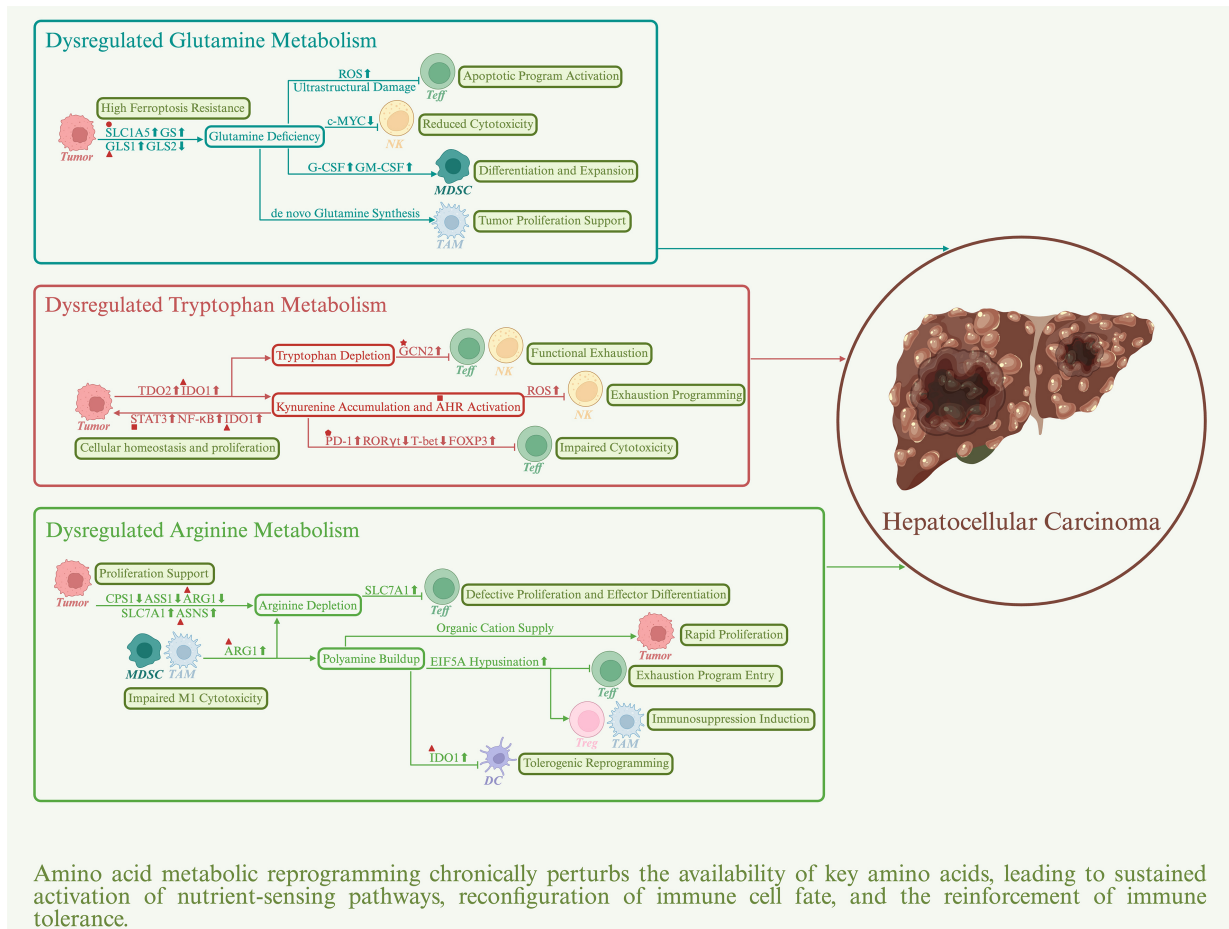 Dysregulated Glutamine Metabolism
ROS⬆
Ultrastructural Damage
Teff
Apoptotic Program Activation
High Ferroptosis Resistance
SLC1A5⬆GS⬆
GLS1⬆GLS2⬇
Tumor
Glutamine Deficiency
c-MYC⬇
NK
Reduced Cytotoxicity
G-CSF⬆GM-CSF⬆
MDSC
Differentiation and Expansion
de novo Glutamine Synthesis
TAM
Tumor Proliferation Support
Dysregulated Tryptophan Metabolism
Tryptophan Depletion
GCN2⬆
Teff
NK
Functional Exhaustion
TDO2⬆IDO1⬆
Tumor
STAT3⬆NF-κB⬆IDO1⬆
Cellular homeostasis and proliferation
Kynurenine Accumulation and AHR Activation
ROS⬆
NK
Exhaustion Programming
PD-1⬆RORγt⬇T-bet⬇FOXP3⬆
Teff
Impaired Cytotoxicity
Hepatocellular Carcinoma
Dysregulated Arginine Metabolism
Proliferation Support
Tumor
CPS1⬇ASS1⬇ARG1⬇
SLC7A1⬆ASNS⬆
Arginine Depletion
SLC7A1⬆
Teff
Defective Proliferation and Effector Differentiation
MDSC
TAM
ARG1⬆
Impaired M1 Cytotoxicity
Polyamine Buildup
Organic Cation Supply
Tumor
Rapid Proliferation
EIF5A Hypusination⬆
Teff
Exhaustion Program Entry
Treg
TAM
Immunosuppression Induction
IDO1⬆
DC
Tolerogenic Reprogramming
Amino acid metabolic reprogramming chronically perturbs the availability of key amino acids, leading to sustained
activation of nutrient-sensing pathways, reconfiguration of immune cell fate, and the reinforcement of immune
tolerance.